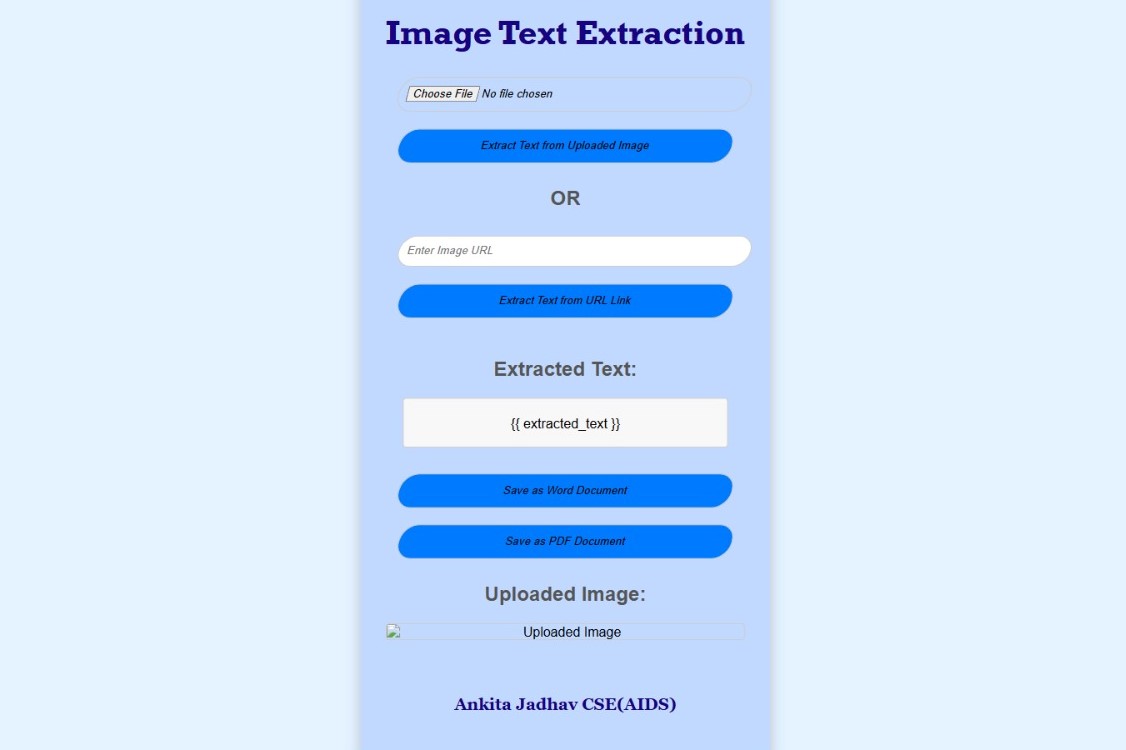 Image Text Extraction
Choose File No file chosen
Extract Text from Uploaded Image
OR
Enter Image URL
Extract Text from URL Link
Extracted Text:
{{ extracted_text }}
Save as Word Document
Save as PDF Document
Uploaded Image:
Uploaded Image
Ankita Jadhav CSE(AIDS)